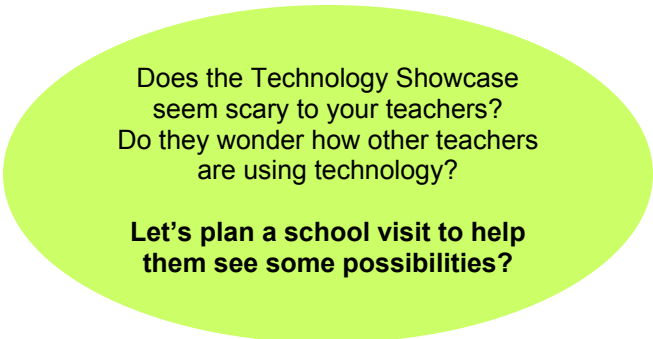 Does the Technology Showcase
seem scary to your teachers?
Do they wonder how other teachers
are using technology?
Let’s plan a school visit to help
them see some possibilities?